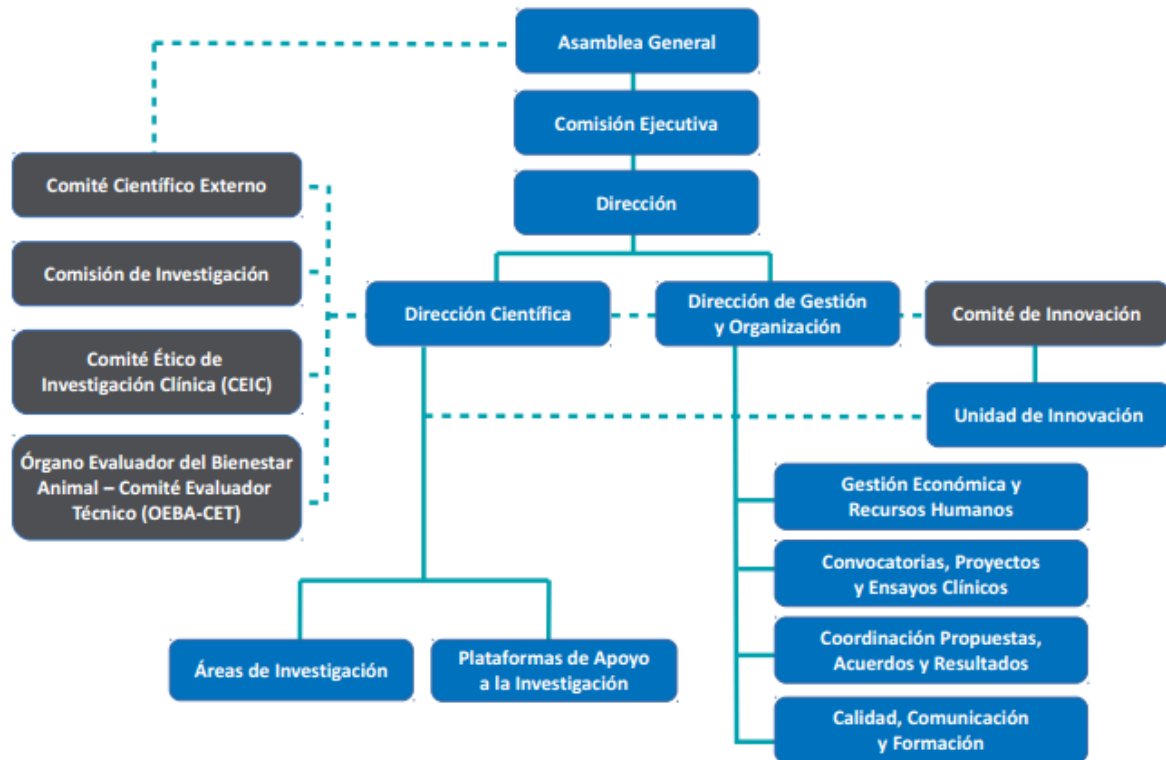 Asamblea General
Comisión Ejecutiva
Dirección
Comité Científico Externo
Comisión de Investigación
Comité Ético de
Investigación Clínica (CEIC)
Órgano Evaluador del Bienestar
Animal – Comité Evaluador
Técnico (OEBA-CET)
Dirección Científica
Dirección de Gestión
y Organización
Comité de Innovación
Unidad de Innovación
Gestión Económica y
Recursos Humanos
Convocatorias, Proyectos
y Ensayos Clínicos
Coordinación Propuestas,
Acuerdos y Resultados
Calidad, Comunicación
y Formación
Áreas de Investigación
Plataformas de Apoyo
a la Investigación